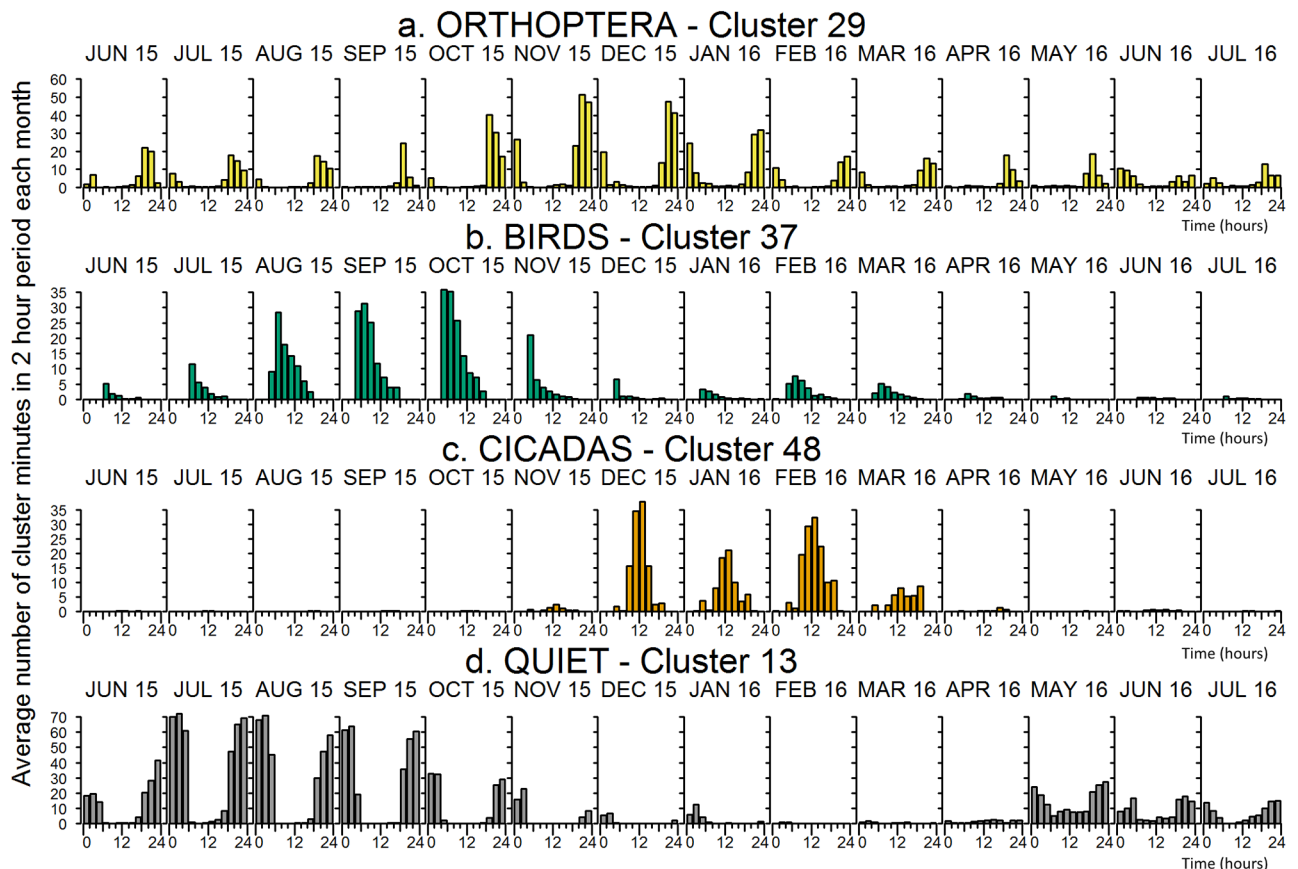 a. ORTHOPTERA - Cluster 29
JUN 15 JUL 15 AUG 15 SEP 15 OCT 15 NOV 15 DEC 15 JAN 16 FEB 16 MAR 16 APR 16 MAY 16 JUN 16 JUL 16
60
50
40
30
20
10
0
0 12 24 0 12 24 0 12 24 0 12 24 0 12 24 0 12 24 0 12 24 0 12 24 0 12 24 0 12 24 0 12 24 0 12 24 0 12 24 0 12 24
Time (hours)
b. BIRDS - Cluster 37
JUN 15 JUL 15 AUG 15 SEP 15 OCT 15 NOV 15 DEC 15 JAN 16 FEB 16 MAR 16 APR 16 MAY 16 JUN 16 JUL 16
35
30
25
20
15
10
5
0
0 12 24 0 12 24 0 12 24 0 12 24 0 12 24 0 12 24 0 12 24 0 12 24 0 12 24 0 12 24 0 12 24 0 12 24 0 12 24 0 12 24
Time (hours)
c. CICADAS - Cluster 48
JUN 15 JUL 15 AUG 15 SEP 15 OCT 15 NOV 15 DEC 15 JAN 16 FEB 16 MAR 16 APR 16 MAY 16 JUN 16 JUL 16
35
30
25
20
15
10
5
0
0 12 24 0 12 24 0 12 24 0 12 24 0 12 24 0 12 24 0 12 24 0 12 24 0 12 24 0 12 24 0 12 24 0 12 24 0 12 24 0 12 24
Time (hours)
d. QUIET - Cluster 13
JUN 15 JUL 15 AUG 15 SEP 15 OCT 15 NOV 15 DEC 15 JAN 16 FEB 16 MAR 16 APR 16 MAY 16 JUN 16 JUL 16
70
60
50
40
30
20
10
0
0 12 24 0 12 24 0 12 24 0 12 24 0 12 24 0 12 24 0 12 24 0 12 24 0 12 24 0 12 24 0 12 24 0 12 24 0 12 24 0 12 24
Time (hours)
Average number of cluster minutes in 2 hour period each month